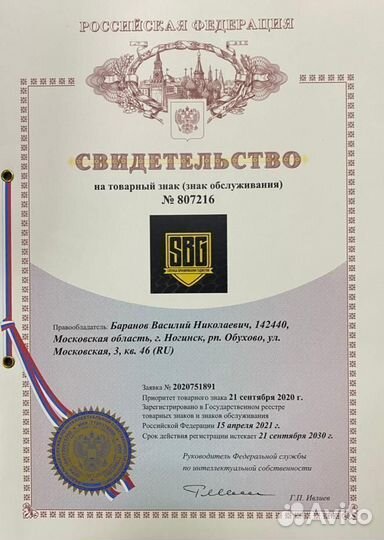 РОССИЙСКАЯ ФЕДЕРАЦИЯ
СВИДЕТЕЛЬСТВО
на товарный знак (знак обслуживания)
№ 807216
SBG
Правообладатель: Баранов Василий Николаевич, 142440,
Московская область, г. Ногинск, рп. Обухово, ул.
Московская, 3, кв. 46 (RU)
Заявка № 2020751891
Приоритет товарного знака 21 сентября 2020 г.
Зарегистрировано в Государственном реестре
товарных знаков и знаков обслуживания
Российской Федерации 15 апреля 2021 г.
Срок действия регистрации истекает 21 сентября 2030 г.
Руководитель Федеральной службы
по интеллектуальной собственности
Г.П. Ивлиев
Avito